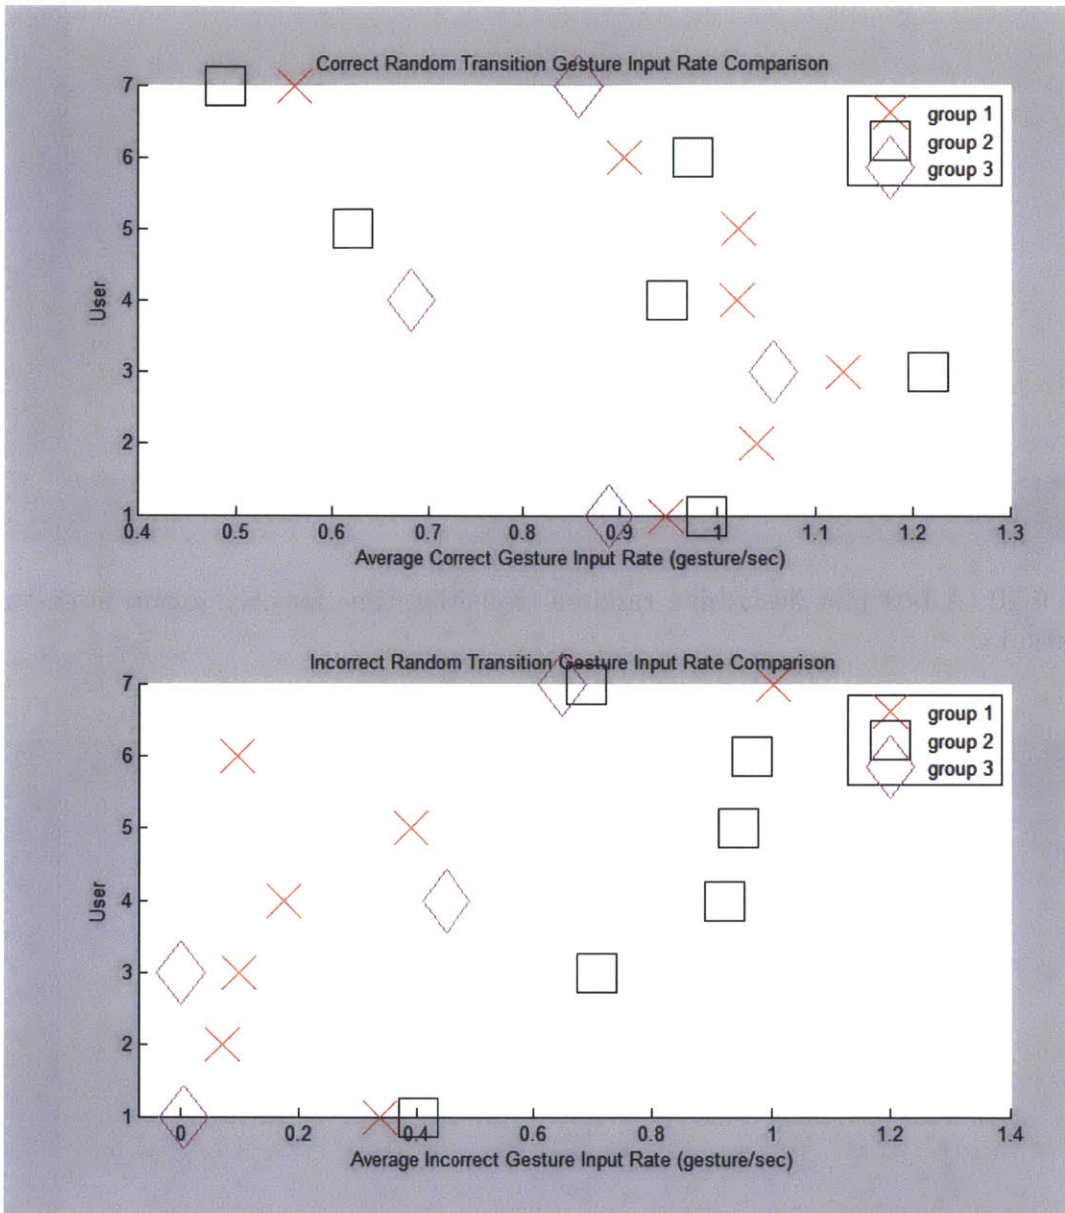 Correct Random Transition Gesture Input Rate Comparison
7
6
5
4
3
2
1
User
group 1
group 2
group 3
0.4 0.5 0.6 0.7 0.8 0.9 1 1.1 1.2 1.3
Average Correct Gesture Input Rate (gesture/sec)
Incorrect Random Transition Gesture Input Rate Comparison
7
6
5
4
3
2
1
User
group 1
group 2
group 3
0 0.2 0.4 0.6 0.8 1 1.2 1.4
Average Incorrect Gesture Input Rate (gesture/sec)